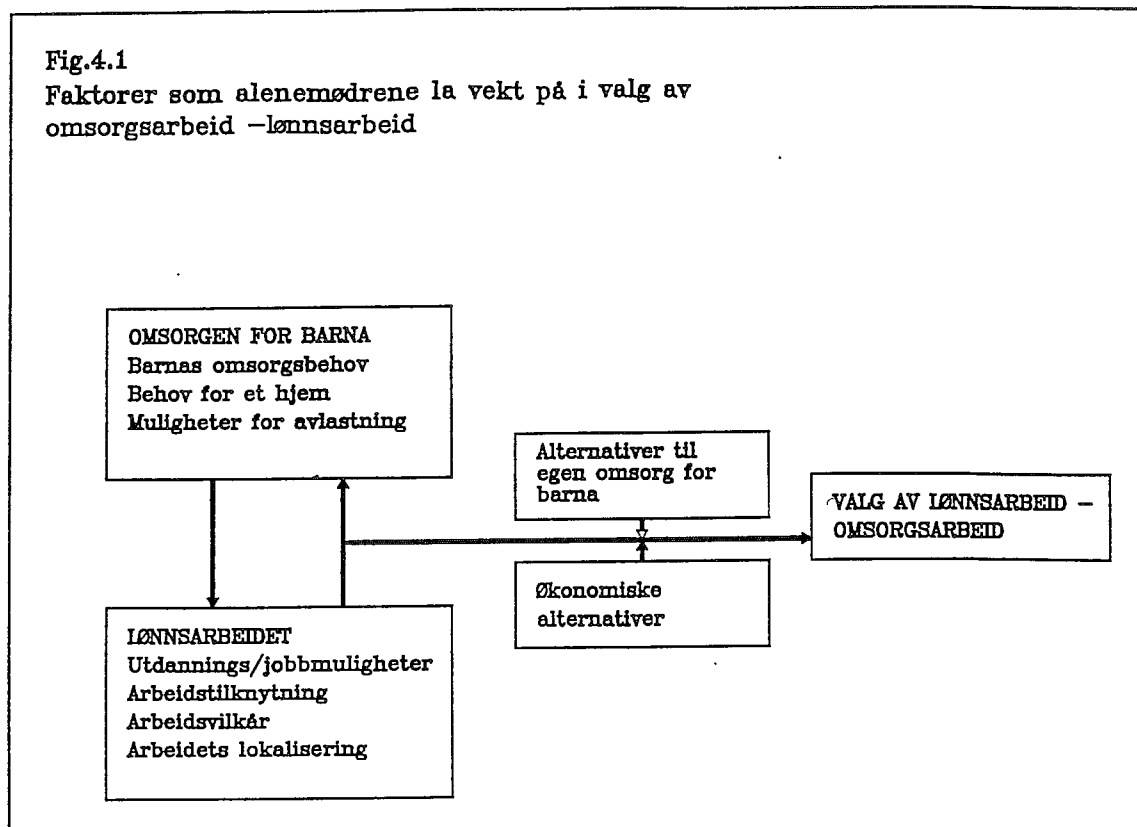 Fig.4.1
Faktorer som alenemødrene la vekt på i valg av
omsorgsarbeid –lønnsarbeid
OMSORGEN FOR BARNA
Barnas omsorgsbehov
Behov for et hjem
Muligheter for avlastning
Alternativer til
egen omsorg for
barna
VALG AV LØNNSARBEID –
OMSORGSARBEID
Økonomiske
alternativer
LØNNSARBEIDET
Utdannings/jobbmuligheter
Arbeidstilknytning
Arbeidsvilkår
Arbeidets lokalisering